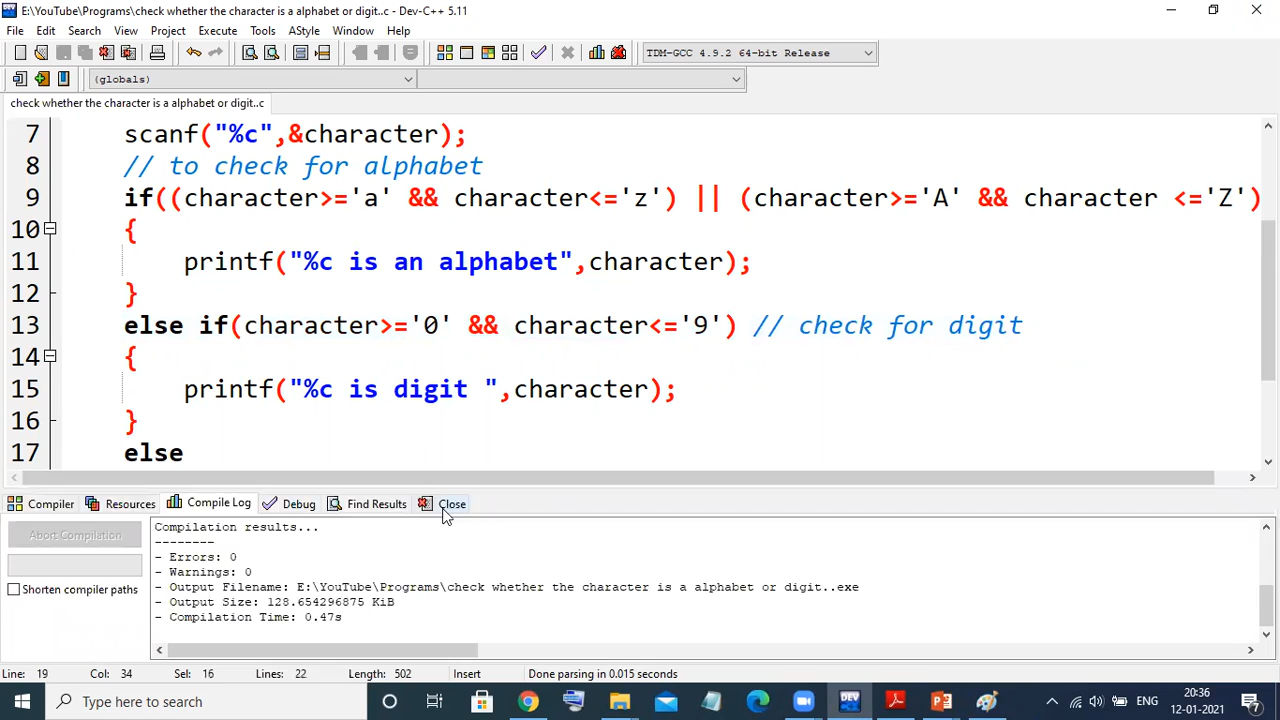 E:\YouTube\Programs\check whether the character is a alphabet or digit..c - Dev-C++ 5.11
File Edit Search View Project Execute Tools AStyle Window Help
TDM-GCC 4.9.2 64-bit Release
(globals)
check whether the character is a alphabet or digit..c
7 scanf("%c",&character);
8 // to check for alphabet
9 if((character>='a' && character<='z') || (character>='A' && character <='Z')
10 {
11 printf("%c is an alphabet",character);
12 }
13 else if(character>='0' && character<='9') // check for digit
14 {
15 printf("%c is digit ",character);
16 }
17 else
Compiler Resources Compile Log Debug Find Results Close
Abort Compilation
Shorten compiler paths
Compilation results...
--------
- Errors: 0
- Warnings: 0
- Output Filename: E:\YouTube\Programs\check whether the character is a alphabet or digit..exe
- Output Size: 128.654296875 KiB
- Compilation Time: 0.47s
Line: 19 Col: 34 Sel: 16 Lines: 22 Length: 502 Insert Done parsing in 0.015 seconds
Type here to search
DEV
ENG
20:36
12-01-2021
7